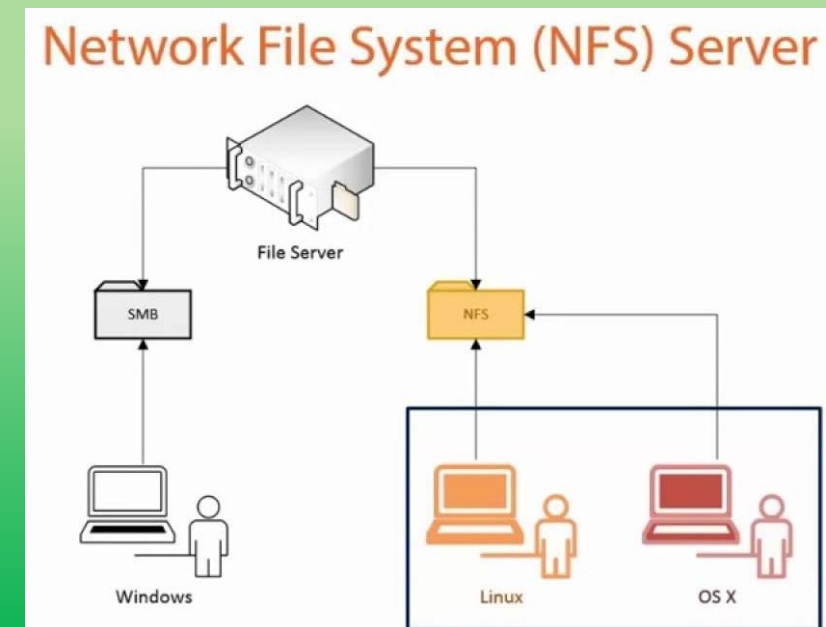 Network File System (NFS) Server
File Server
SMB
NFS
Windows
Linux
OS X